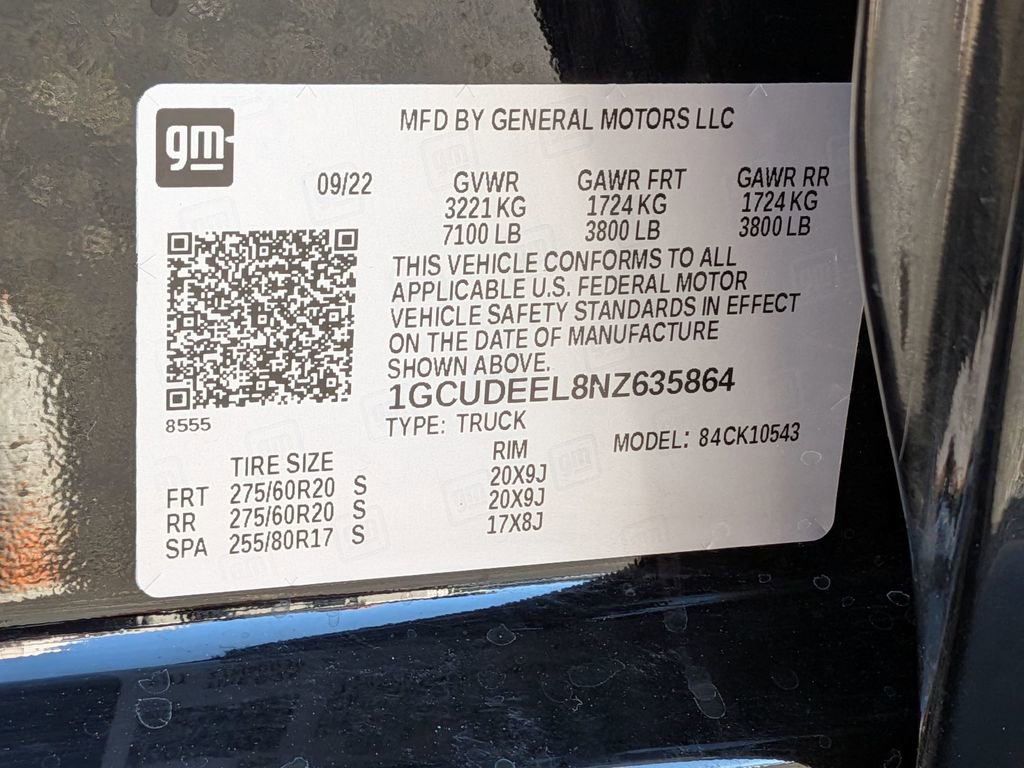 gm
MFD BY GENERAL MOTORS LLC
09/22 GVWR GAWR FRT GAWR RR
3221 KG 1724 KG 1724 KG
7100 LB 3800 LB 3800 LB
THIS VEHICLE CONFORMS TO ALL
APPLICABLE U.S. FEDERAL MOTOR
VEHICLE SAFETY STANDARDS IN EFFECT
ON THE DATE OF MANUFACTURE
SHOWN ABOVE.
1GCUDEEL8NZ635864
8555
TYPE: TRUCK
MODEL: 84CK10543
TIRE SIZE RIM
FRT 275/60R20 S 20X9J
RR 275/60R20 S 20X9J
SPA 255/80R17 S 17X8J